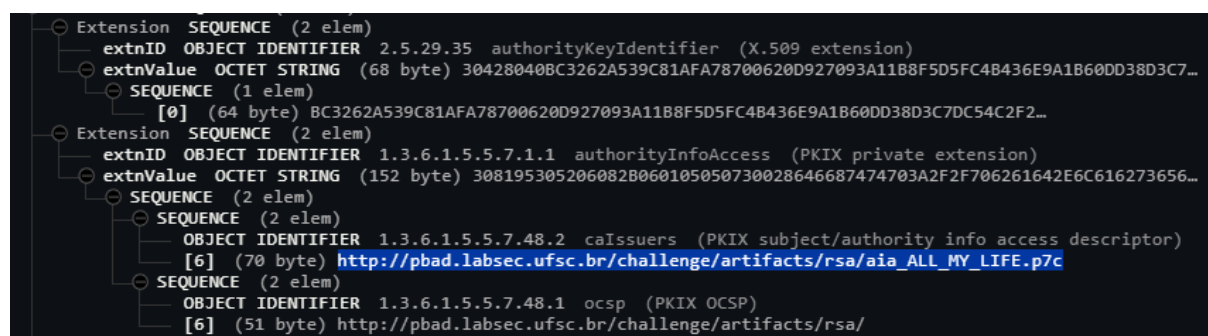 Extension SEQUENCE (2 elem)
extnID OBJECT IDENTIFIER 2.5.29.35 authorityKeyIdentifier (X.509 extension)
extnValue OCTET STRING (68 byte) 30428040BC3262A539C81AFA78700620D927093A11B8F5D5FC4B436E9A1B60DD38D3C7…
SEQUENCE (1 elem)
[0] (64 byte) BC3262A539C81AFA78700620D927093A11B8F5D5FC4B436E9A1B60DD38D3C7DC54C2F2…
Extension SEQUENCE (2 elem)
extnID OBJECT IDENTIFIER 1.3.6.1.5.5.7.1.1 authorityInfoAccess (PKIX private extension)
extnValue OCTET STRING (152 byte) 308195305206082B060105050730028646687474703A2F2F706261642E6C616273656…
SEQUENCE (2 elem)
SEQUENCE (2 elem)
OBJECT IDENTIFIER 1.3.6.1.5.5.7.48.2 caIssuers (PKIX subject/authority info access descriptor)
[6] (70 byte) http://pbad.labsec.ufsc.br/challenge/artifacts/rsa/aia_ALL_MY_LIFE.p7c
SEQUENCE (2 elem)
OBJECT IDENTIFIER 1.3.6.1.5.5.7.48.1 ocsp (PKIX OCSP)
[6] (51 byte) http://pbad.labsec.ufsc.br/challenge/artifacts/rsa/